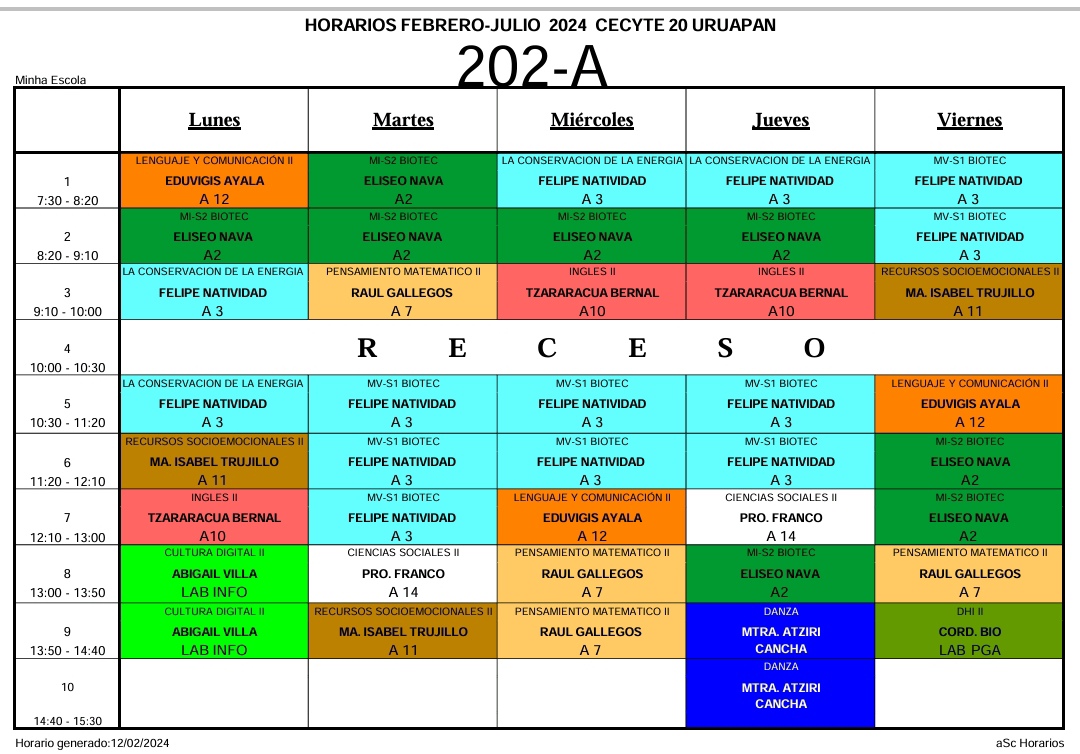 HORARIOS FEBRERO-JULIO 2024 CECYTE 20 URUAPAN
202-A
Minha Escola
Lunes Martes Miércoles Jueves Viernes
LENGUAJE Y COMUNICACIÓN II MI-S2 BIOTEC LA CONSERVACION DE LA ENERGIA LA CONSERVACION DE LA ENERGIA MV-S1 BIOTEC
1 EDUVIGIS AYALA ELISEO NAVA FELIPE NATIVIDAD FELIPE NATIVIDAD FELIPE NATIVIDAD
7:30 - 8:20 A 12 A2 A 3 A 3 A 3
MI-S2 BIOTEC MI-S2 BIOTEC MI-S2 BIOTEC MI-S2 BIOTEC MV-S1 BIOTEC
2 ELISEO NAVA ELISEO NAVA ELISEO NAVA ELISEO NAVA FELIPE NATIVIDAD
8:20 - 9:10 A2 A2 A2 A2 A 3
LA CONSERVACION DE LA ENERGIA PENSAMIENTO MATEMATICO II INGLES II INGLES II RECURSOS SOCIOEMOCIONALES II
3 FELIPE NATIVIDAD RAUL GALLEGOS TZARARACUA BERNAL TZARARACUA BERNAL MA. ISABEL TRUJILLO
9:10 - 10:00 A 3 A 7 A10 A10 A 11
4 R E C E S O
10:00 - 10:30
LA CONSERVACION DE LA ENERGIA MV-S1 BIOTEC MV-S1 BIOTEC MV-S1 BIOTEC LENGUAJE Y COMUNICACIÓN II
5 FELIPE NATIVIDAD FELIPE NATIVIDAD FELIPE NATIVIDAD FELIPE NATIVIDAD EDUVIGIS AYALA
10:30 - 11:20 A 3 A 3 A 3 A 3 A 12
RECURSOS SOCIOEMOCIONALES II MV-S1 BIOTEC MV-S1 BIOTEC MV-S1 BIOTEC MI-S2 BIOTEC
6 MA. ISABEL TRUJILLO FELIPE NATIVIDAD FELIPE NATIVIDAD FELIPE NATIVIDAD ELISEO NAVA
11:20 - 12:10 A 11 A 3 A 3 A 3 A2
INGLES II MV-S1 BIOTEC LENGUAJE Y COMUNICACIÓN II CIENCIAS SOCIALES II MI-S2 BIOTEC
7 TZARARACUA BERNAL FELIPE NATIVIDAD EDUVIGIS AYALA PRO. FRANCO ELISEO NAVA
12:10 - 13:00 A10 A 3 A 12 A 14 A2
CULTURA DIGITAL II CIENCIAS SOCIALES II PENSAMIENTO MATEMATICO II MI-S2 BIOTEC PENSAMIENTO MATEMATICO II
8 ABIGAIL VILLA PRO. FRANCO RAUL GALLEGOS ELISEO NAVA RAUL GALLEGOS
13:00 - 13:50 LAB INFO A 14 A 7 A2 A 7
CULTURA DIGITAL II RECURSOS SOCIOEMOCIONALES II PENSAMIENTO MATEMATICO II DANZA DHI II
9 ABIGAIL VILLA MA. ISABEL TRUJILLO RAUL GALLEGOS MTRA. ATZIRI CORD. BIO
13:50 - 14:40 LAB INFO A 11 A 7 CANCHA LAB PGA
DANZA
10 MTRA. ATZIRI
CANCHA
14:40 - 15:30
Horario generado:12/02/2024 aSc Horarios